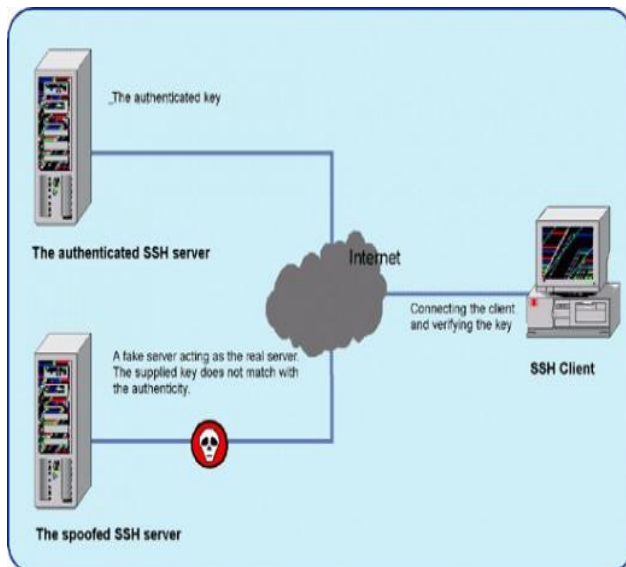 _The authenticated key
The authenticated SSH server
Internet
Connecting the client
and verifying the key
SSH Client
A fake server acting as the real server.
The supplied key does not match with
the authenticity.
The spoofed SSH server